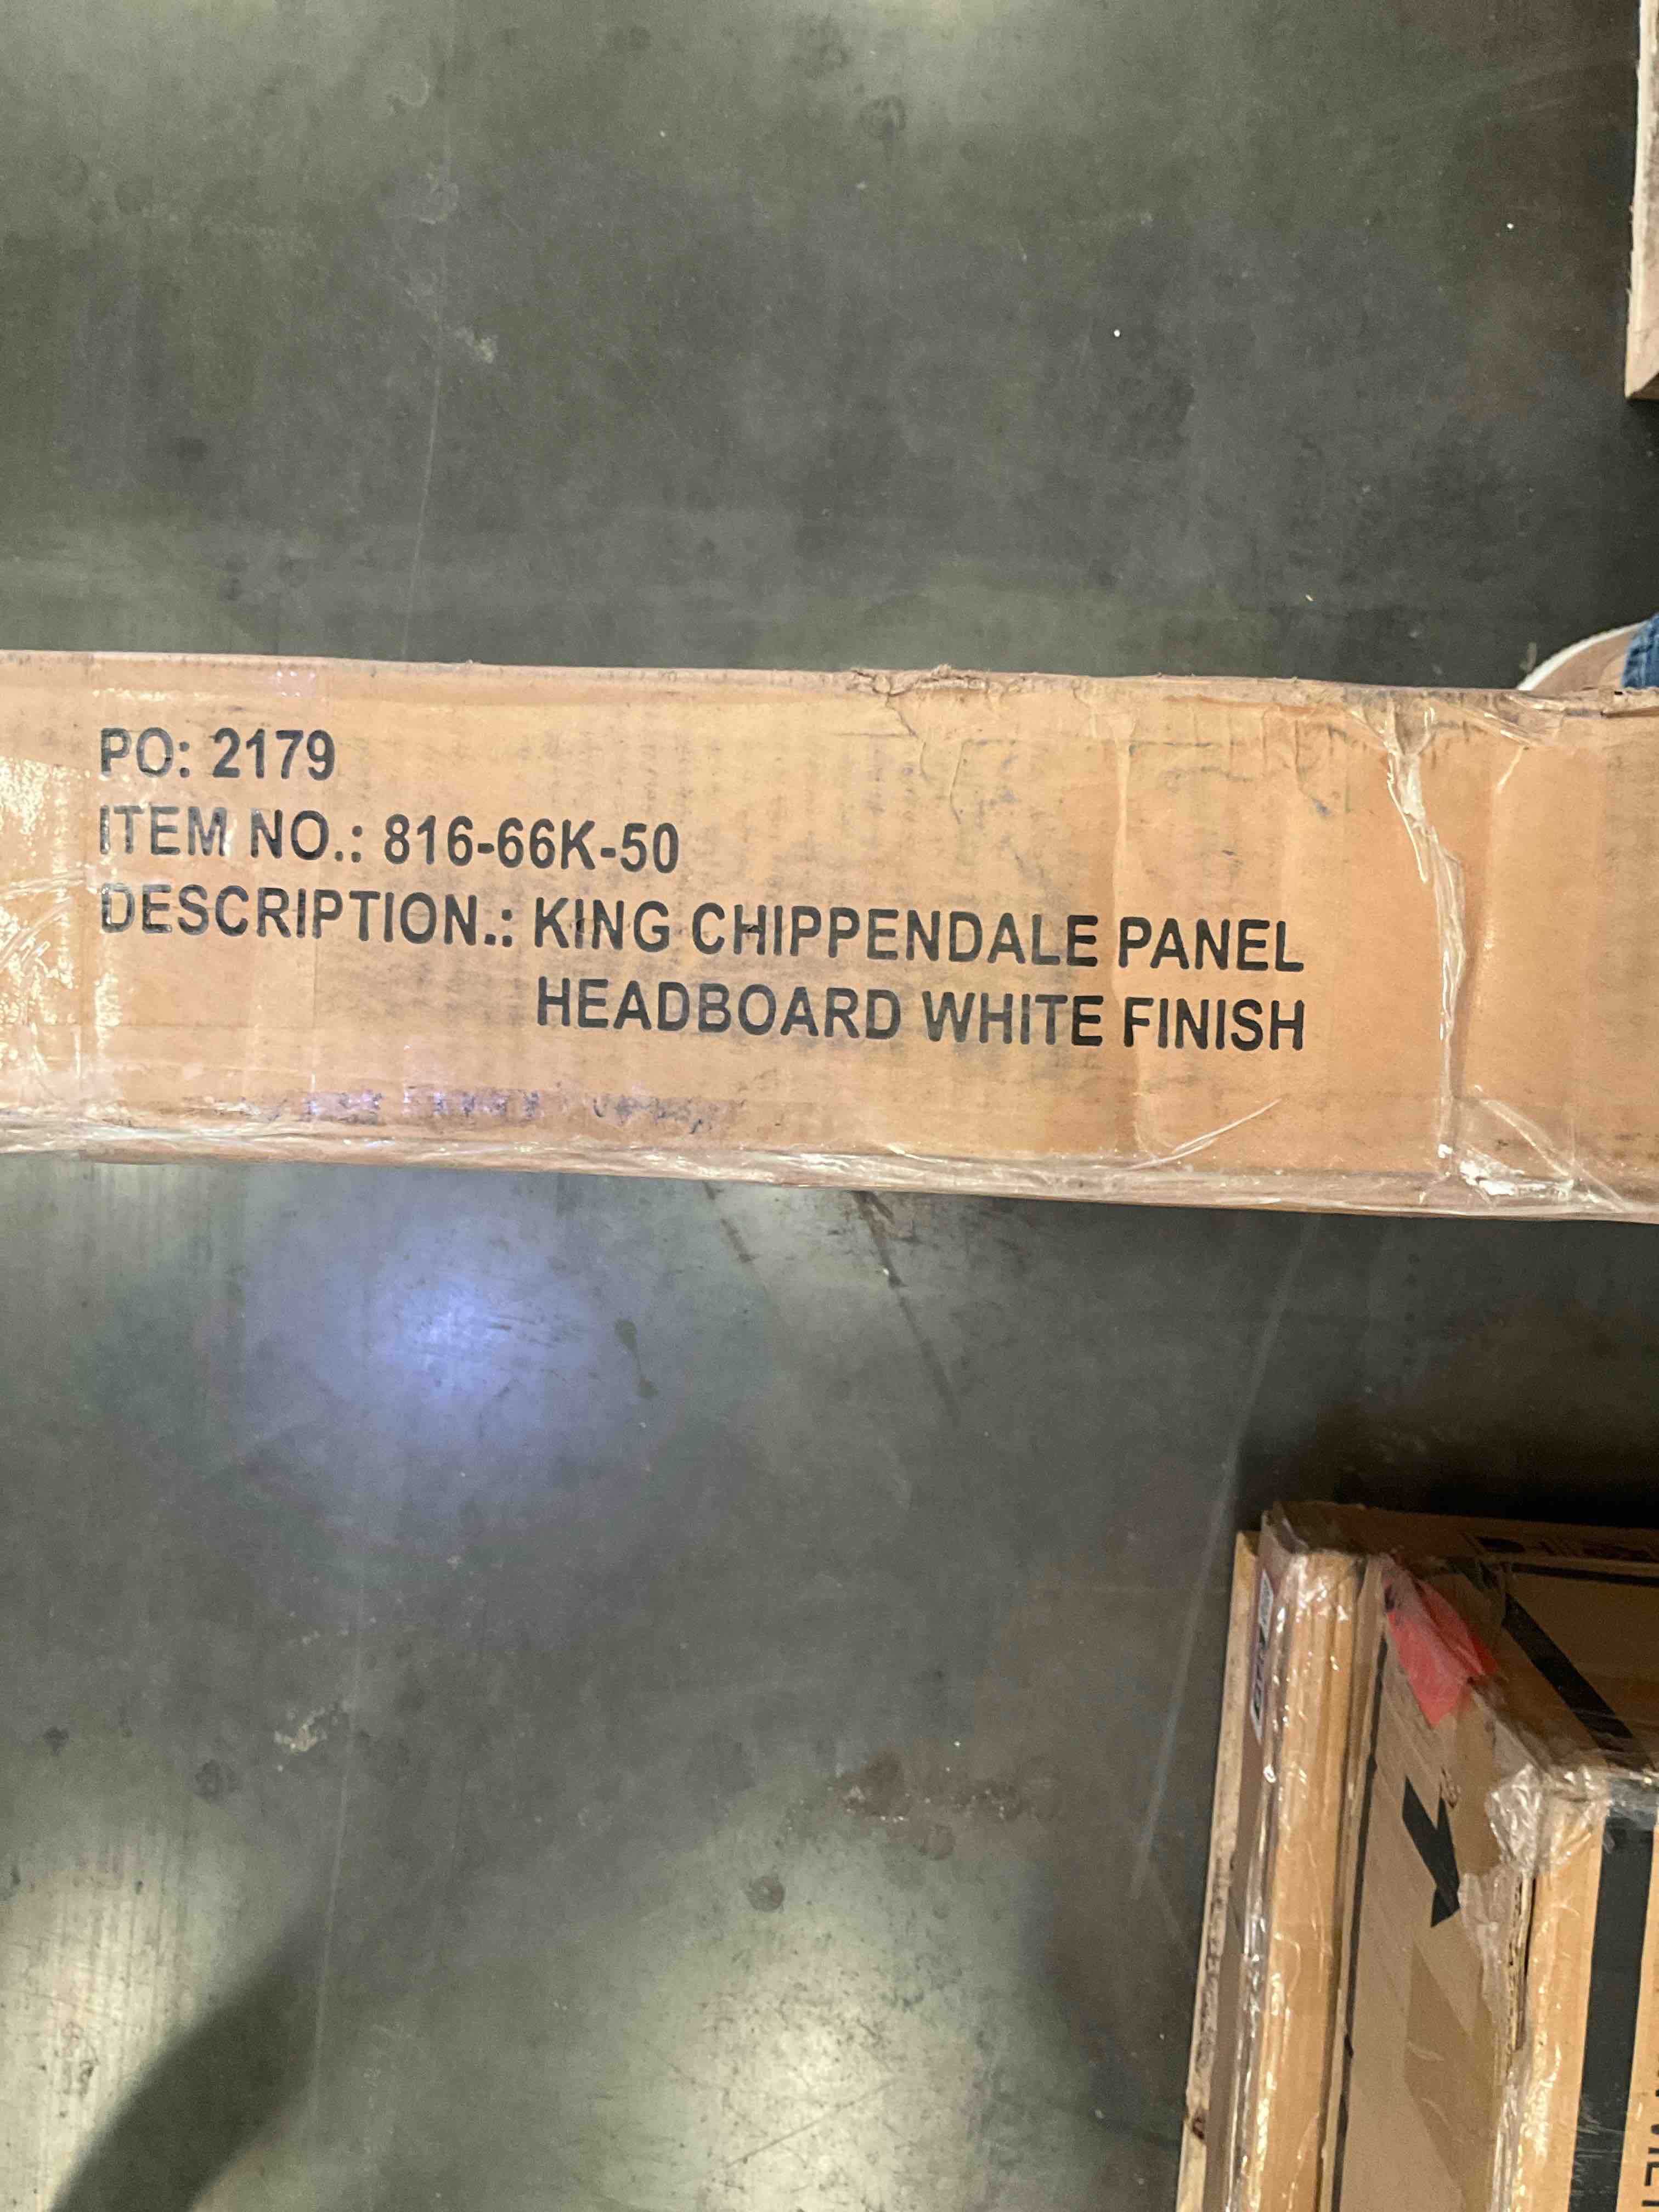 PO: 2179
ITEM NO.: 816-66K-50
DESCRIPTION.: KING CHIPPENDALE PANEL
HEADBOARD WHITE FINISH